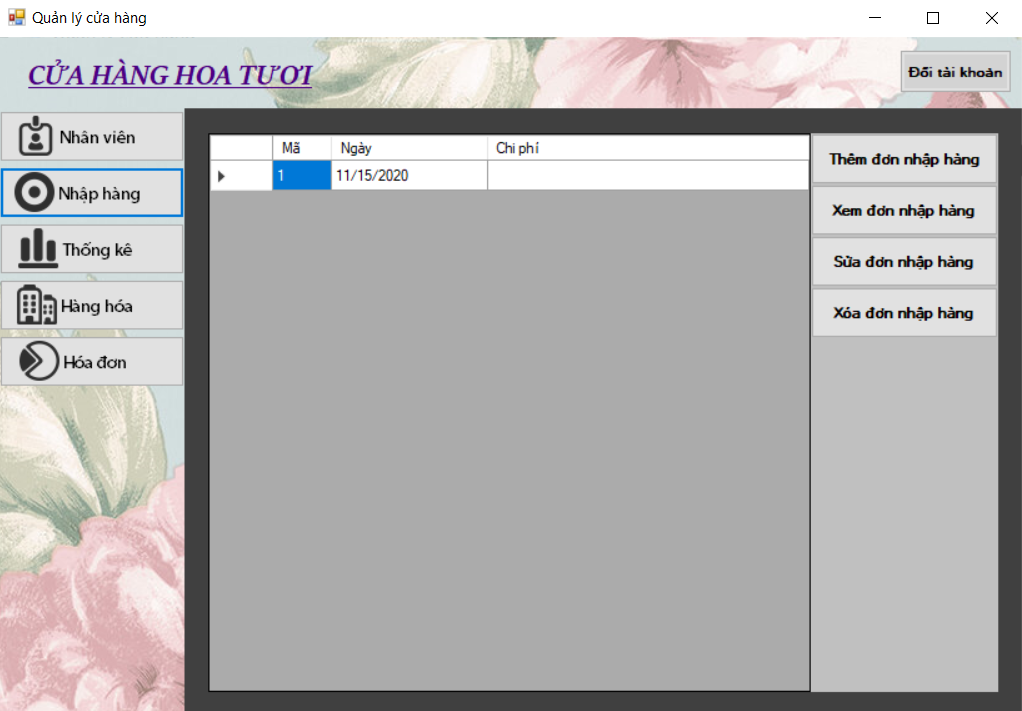 Quản lý cửa hàng
CỬA HÀNG HOA TƯƠI
Đổi tài khoản
Nhân viên
Nhập hàng
Thống kê
Hàng hóa
Hóa đơn
Mã Ngày Chi phí
1 11/15/2020
Thêm đơn nhập hàng
Xem đơn nhập hàng
Sửa đơn nhập hàng
Xóa đơn nhập hàng